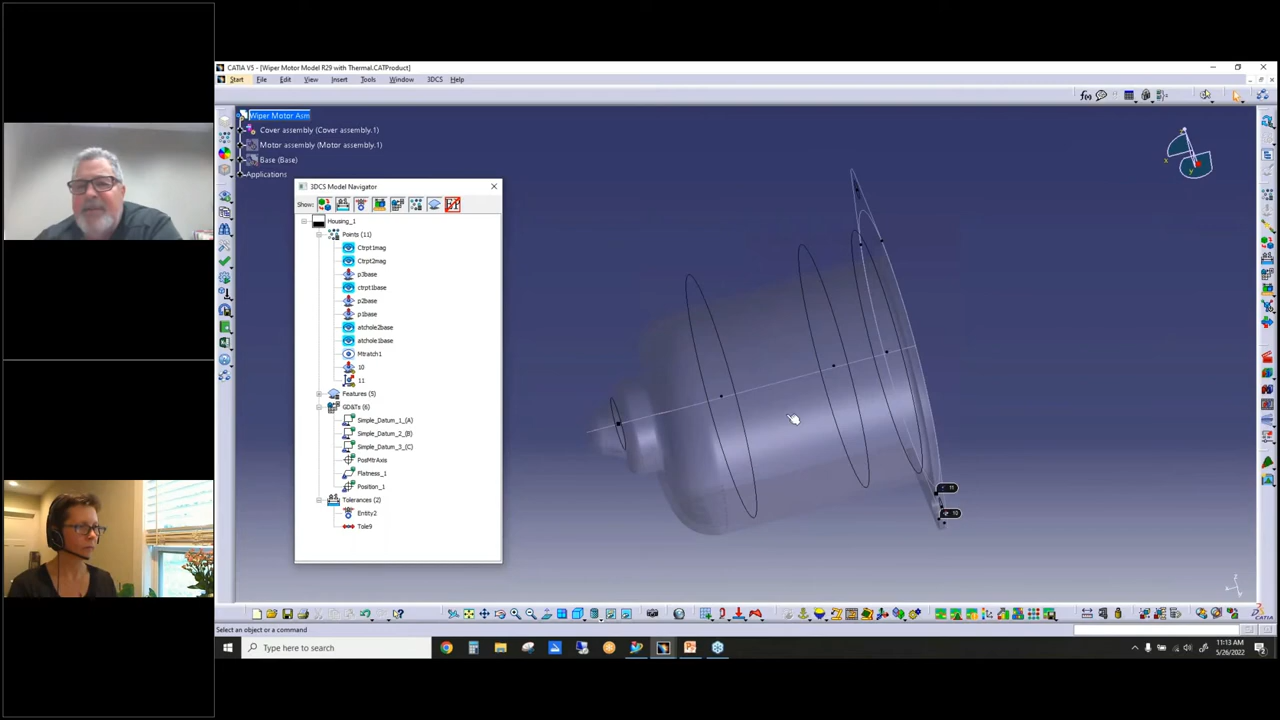 CATIA V5 - [Wiper Motor Model R29 with Thermal.CATProduct]
Start File Edit View Insert Tools Window 3DCS Help
Wiper Motor Asm
Cover assembly (Cover assembly.1)
Motor assembly (Motor assembly.1)
Base (Base)
Applications
3DCS Model Navigator
Show:
Housing_1
Points (11)
Ctrpt1mag
Ctrpt2mag
p3base
ctrpt1base
p2base
p1base
atchole2base
atchole1base
Mtratch1
10
11
Features (5)
GD&Ts (6)
Simple_Datum_1_(A)
Simple_Datum_2_(B)
Simple_Datum_3_(C)
PosMtrAxis
Flatness_1
Position_1
Tolerances (2)
Entity2
Tole9
11
10
x
y
Select an object or a command
Type here to search
11:13 AM
5/26/2022